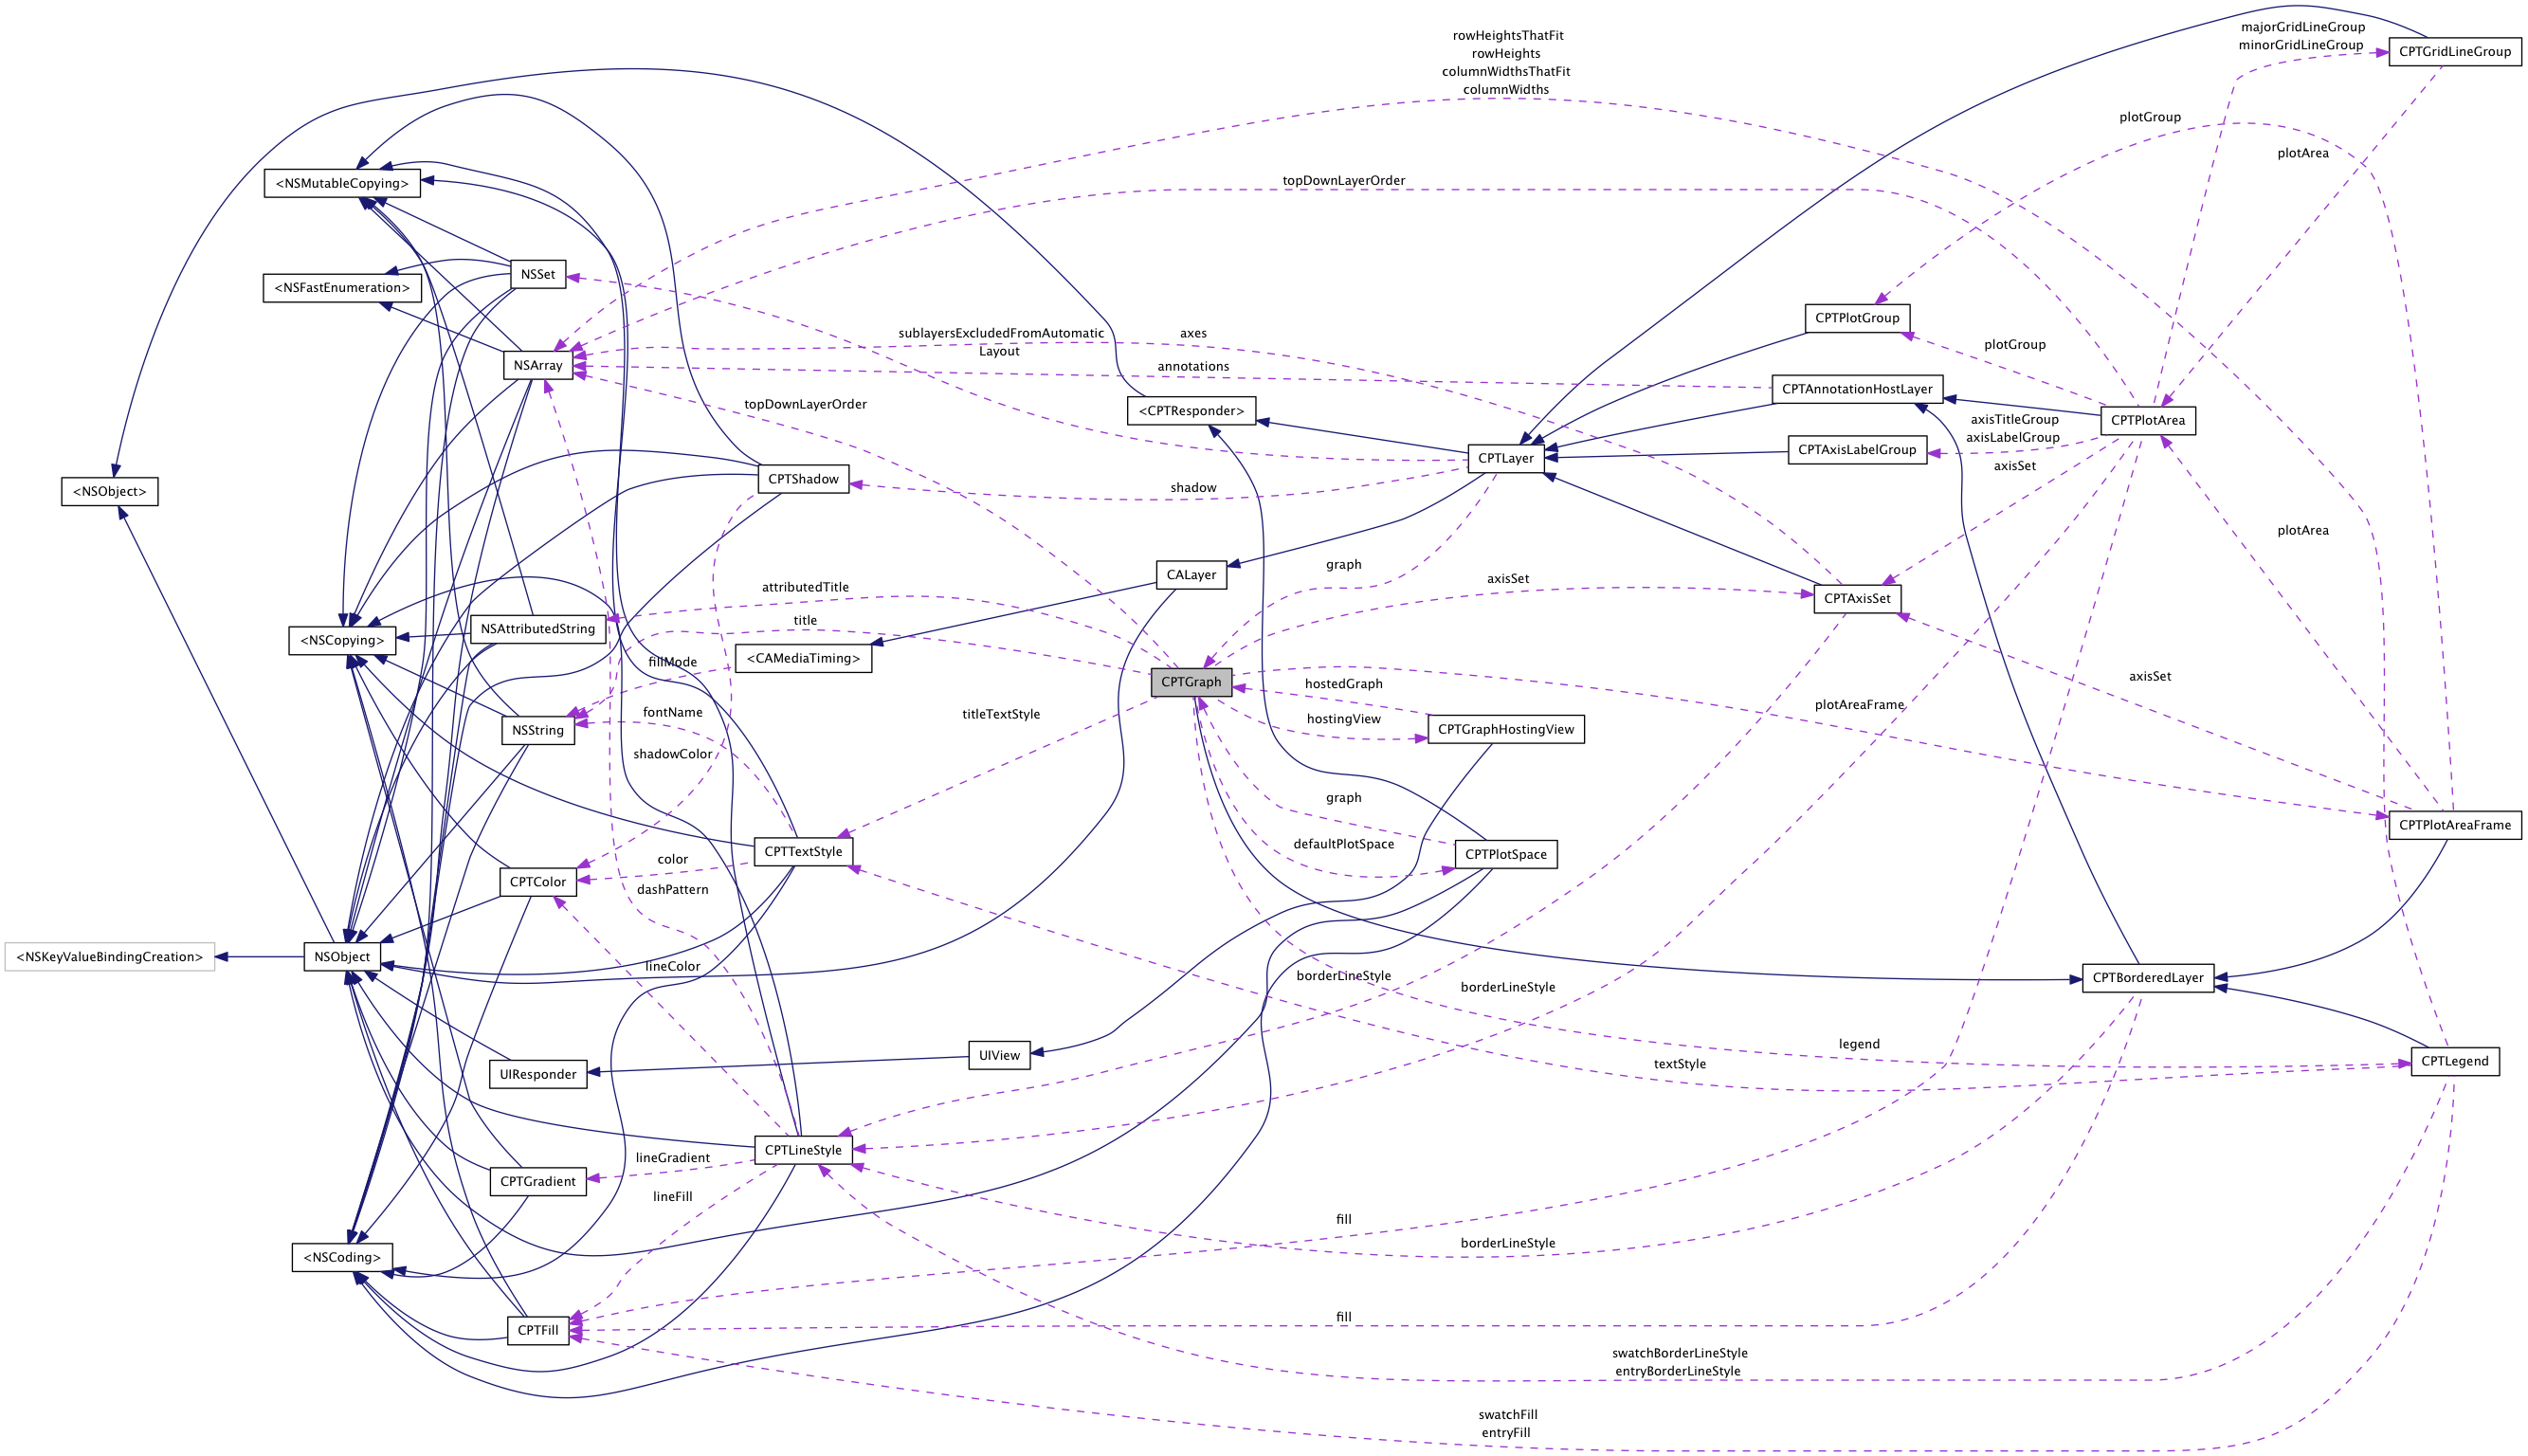 rowHeightsThatFit
rowHeights
columnWidthsThatFit
columnWidths
majorGridLineGroup
minorGridLineGroup
CPTGridLineGroup
plotGroup
plotArea
<NSMutableCopying>
topDownLayerOrder
NSSet
<NSFastEnumeration>
CPTPlotGroup
sublayersExcludedFromAutomatic
Layout
axes
plotGroup
NSArray
annotations
CPTAnnotationHostLayer
topDownLayerOrder
<CPTResponder>
axisTitleGroup
axisLabelGroup
CPTPlotArea
CPTAxisLabelGroup
CPTLayer
axisSet
<NSObject>
CPTShadow
shadow
plotArea
graph
CALayer
axisSet
attributedTitle
CPTAxisSet
title
NSAttributedString
<NSCopying>
fillMode
<CAMediaTiming>
CPTGraph
hostedGraph
axisSet
fontName
titleTextStyle
hostingView
plotAreaFrame
NSString
CPTGraphHostingView
shadowColor
graph
CPTPlotAreaFrame
defaultPlotSpace
CPTTextStyle
CPTPlotSpace
color
CPTColor
dashPattern
<NSKeyValueBindingCreation>
NSObject
lineColor
borderLineStyle
borderLineStyle
CPTBorderedLayer
legend
UIView
textStyle
CPTLegend
UIResponder
CPTLineStyle
lineGradient
CPTGradient
lineFill
fill
borderLineStyle
<NSCoding>
fill
CPTFill
swatchBorderLineStyle
entryBorderLineStyle
swatchFill
entryFill